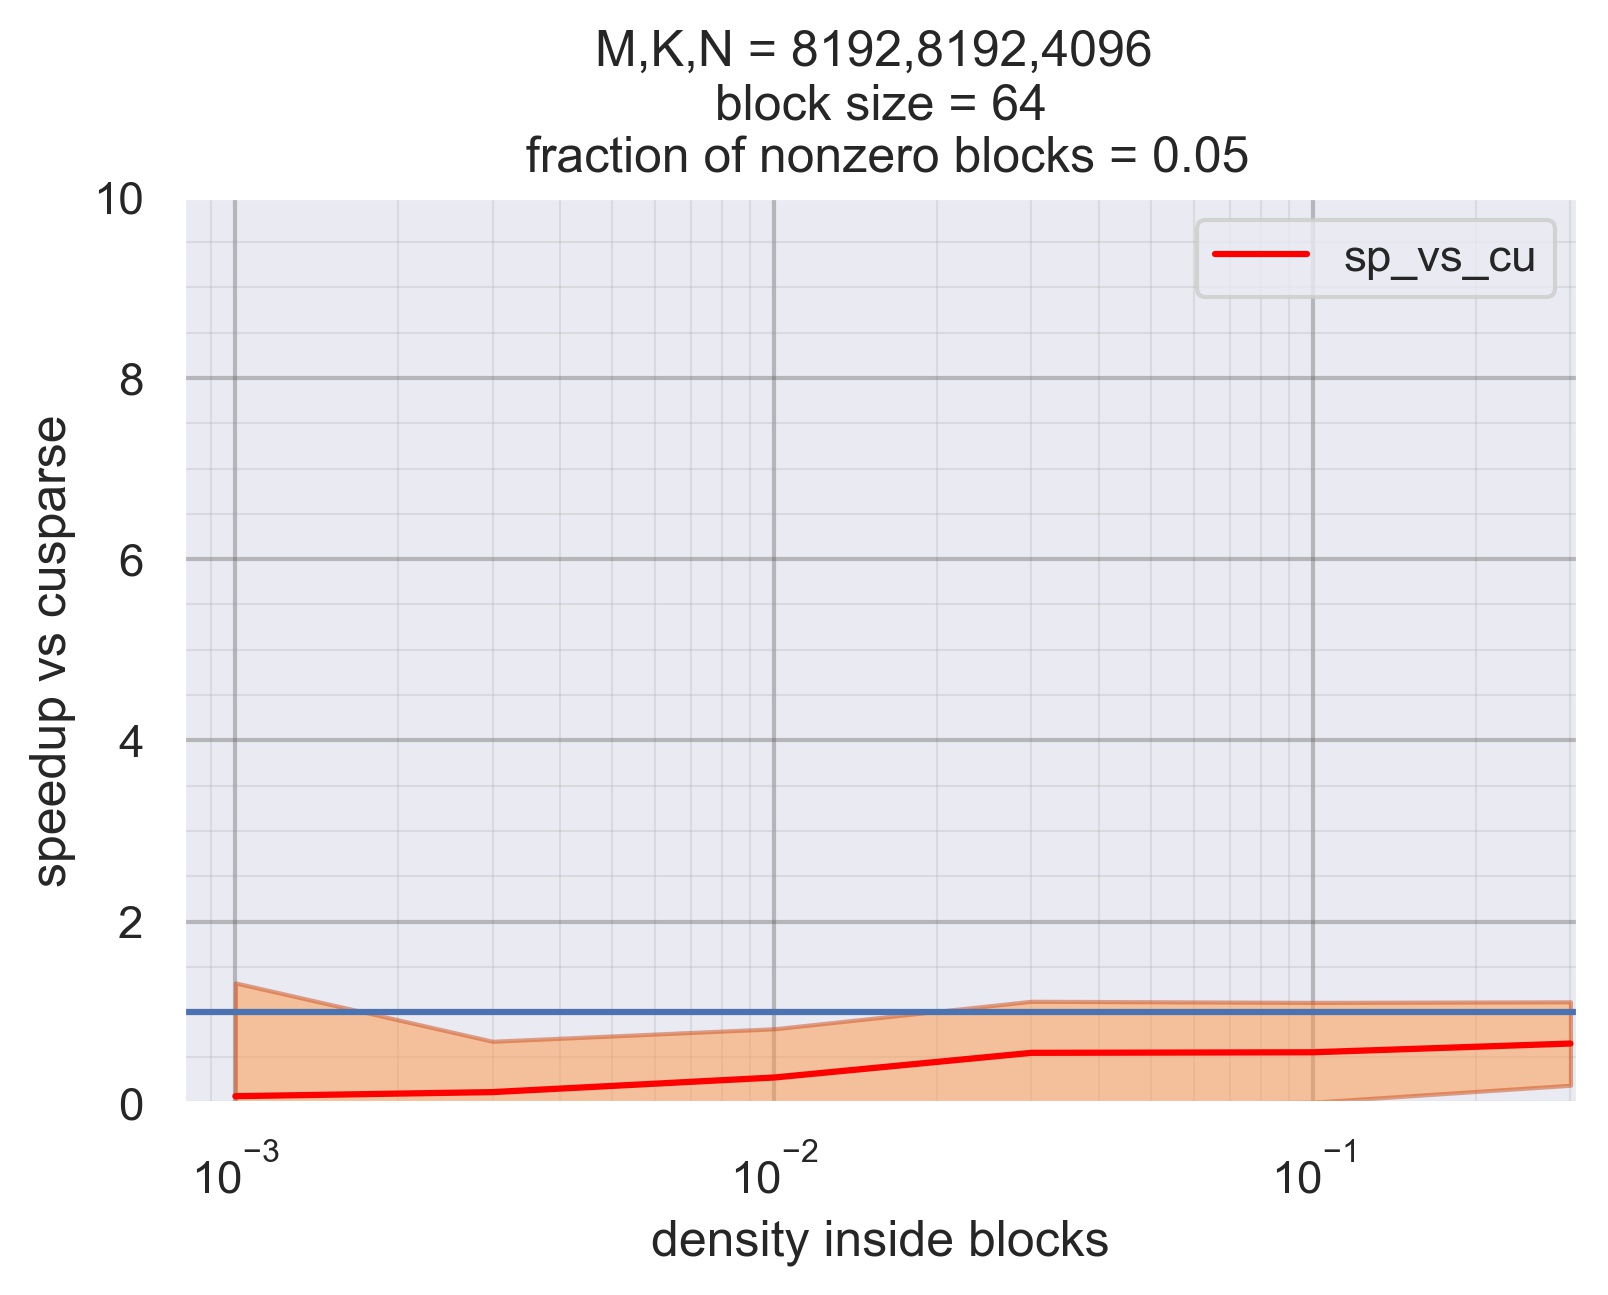 M,K,N = 8192,8192,4096
block size = 64
fraction of nonzero blocks = 0.05
sp_vs_cu
speedup vs cusparse
10
8
6
4
2
0
10⁻³
10⁻²
10⁻¹
density inside blocks